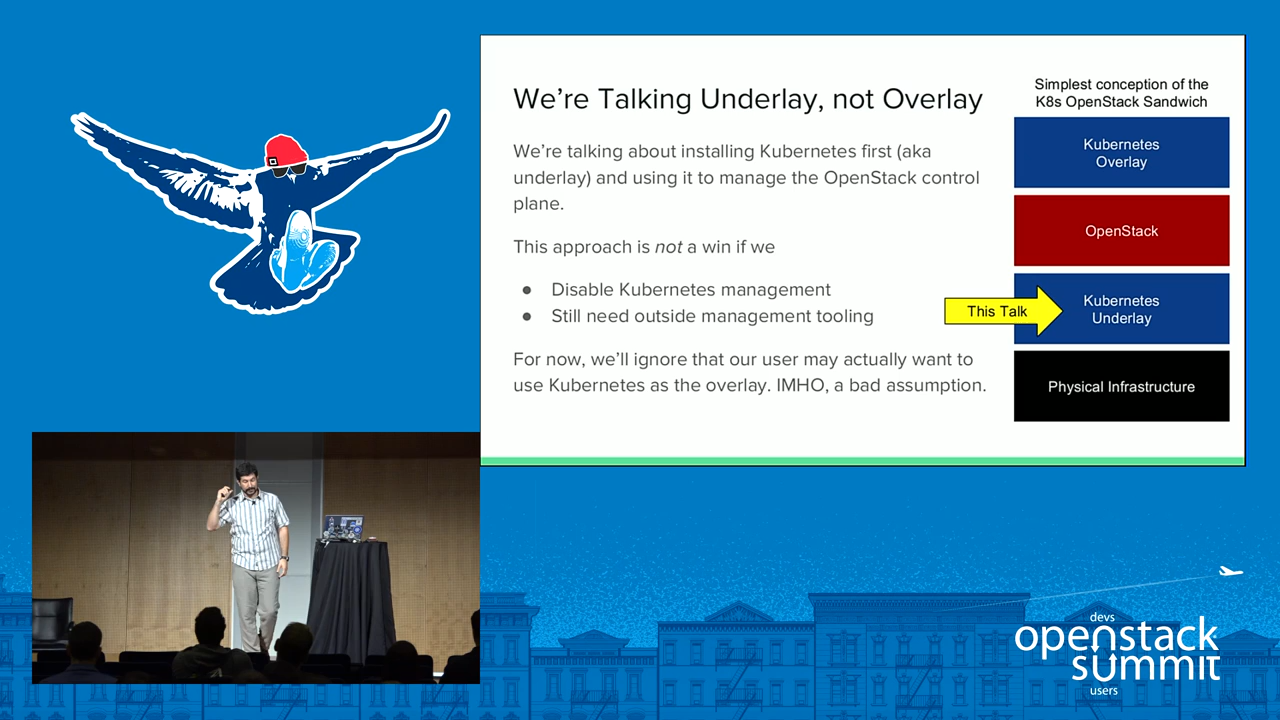 We're Talking Underlay, not Overlay
We're talking about installing Kubernetes first (aka
underlay) and using it to manage the OpenStack control
plane.
This approach is not a win if we
● Disable Kubernetes management
● Still need outside management tooling
For now, we'll ignore that our user may actually want to
use Kubernetes as the overlay. IMHO, a bad assumption.
Simplest conception of the
K8s OpenStack Sandwich
Kubernetes
Overlay
OpenStack
This Talk
Kubernetes
Underlay
Physical Infrastructure
devs
openstack
summit
users